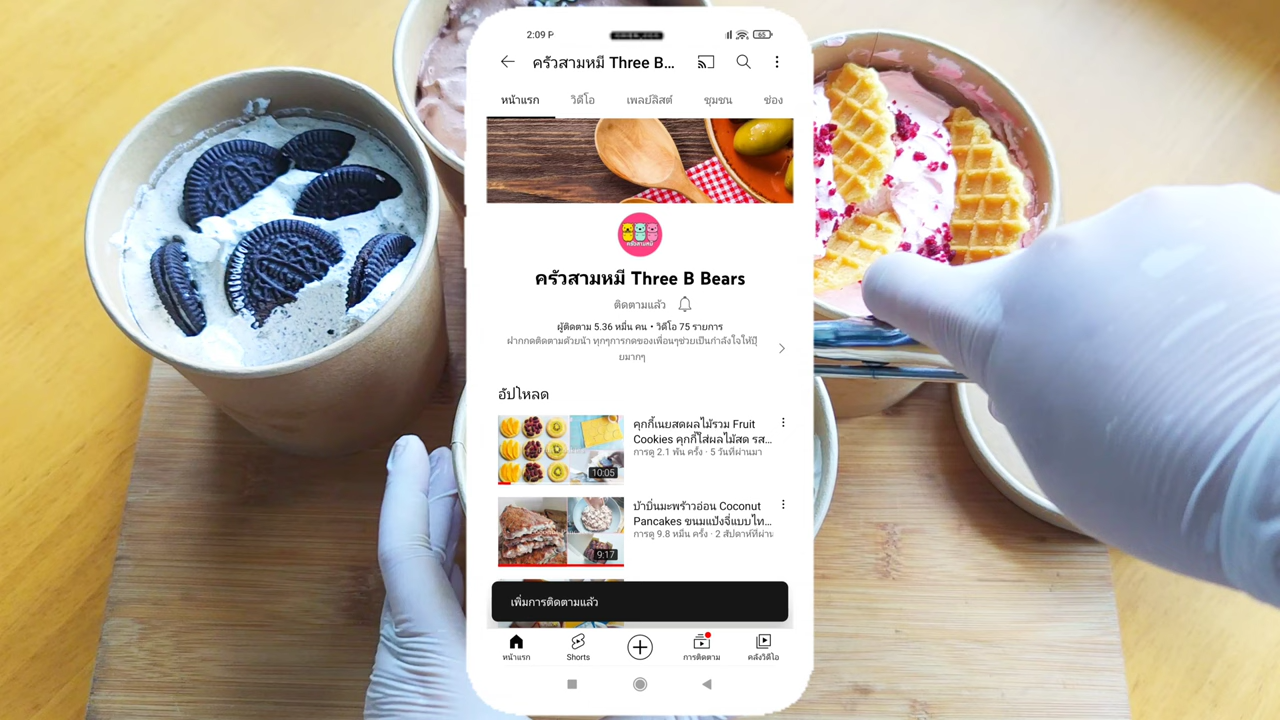 2:09 P
65
ครัวสามหมี Three B...
หน้าแรก วิดีโอ เพลย์ลิสต์ ชุมชน ช่อง
ครัวสามหมี
ครัวสามหมี Three B Bears
ติดตามแล้ว
ผู้ติดตาม 5.36 หมื่น คน • วิดีโอ 75 รายการ
ฝากกดติดตามด้วยน้า ทุกๆการกดของเพื่อนๆช่วยเป็นกำลังใจให้ปุ๊
ยมากๆ
อัปโหลด
คุกกี้เนยสดผลไม้รวม Fruit
Cookies คุกกี้ใส่ผลไม้สด รส...
การดู 2.1 พัน ครั้ง · 5 วันที่ผ่านมา
10:05
บ้าบิ่นมะพร้าวอ่อน Coconut
Pancakes ขนมแป้งจี่แบบไท...
การดู 9.8 หมื่น ครั้ง · 2 สัปดาห์ที่ผ่าน
9:17
เพิ่มการติดตามแล้ว
หน้าแรก Shorts การติดตาม คลังวิดีโอ